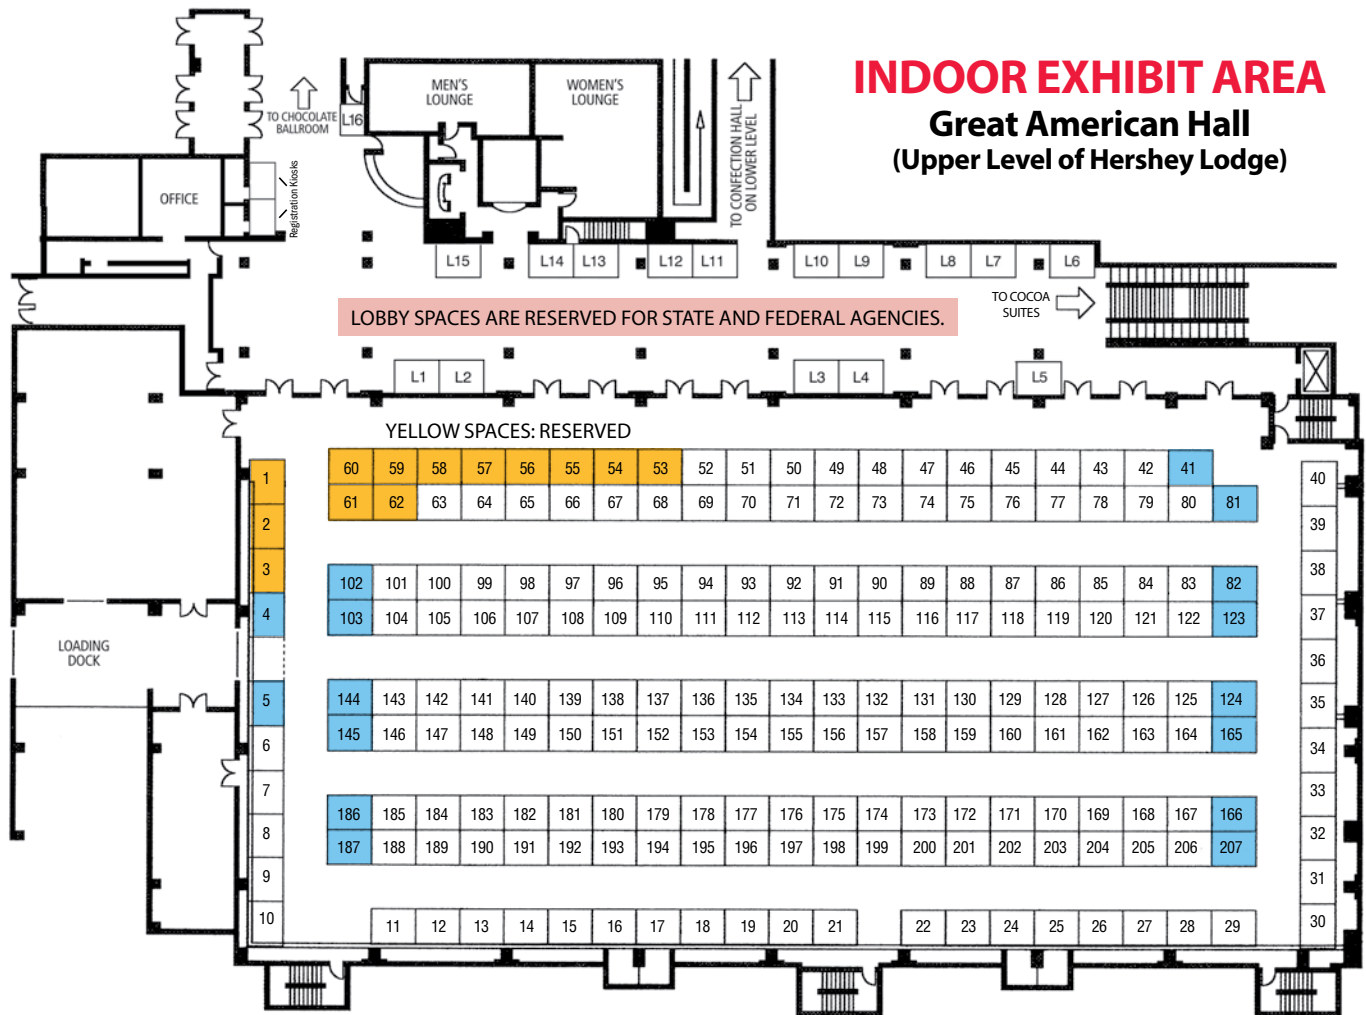 INDOOR EXHIBIT AREA
Great American Hall
(Upper Level of Hershey Lodge)
MEN'S
LOUNGE
WOMEN'S
LOUNGE
TO CHOCOLATE
BALLROOM
L16
TO CONFECTION HALL
ON LOWER LEVEL
OFFICE
Registration Kiosks
L15
L14 L13
L12 L11
L10 L9
L8 L7
L6
TO COCOA
SUITES
LOBBY SPACES ARE RESERVED FOR STATE AND FEDERAL AGENCIES.
L1 L2
L3 L4
L5
YELLOW SPACES: RESERVED
60 59 58 57 56 55 54 53 52 51 50 49 48 47 46 45 44 43 42 41
61 62 63 64 65 66 67 68 69 70 71 72 73 74 75 76 77 78 79 80 81
102 101 100 99 98 97 96 95 94 93 92 91 90 89 88 87 86 85 84 83 82
103 104 105 106 107 108 109 110 111 112 113 114 115 116 117 118 119 120 121 122 123
144 143 142 141 140 139 138 137 136 135 134 133 132 131 130 129 128 127 126 125 124
145 146 147 148 149 150 151 152 153 154 155 156 157 158 159 160 161 162 163 164 165
186 185 184 183 182 181 180 179 178 177 176 175 174 173 172 171 170 169 168 167 166
187 188 189 190 191 192 193 194 195 196 197 198 199 200 201 202 203 204 205 206 207
11 12 13 14 15 16 17 18 19 20 21 22 23 24 25 26 27 28 29
1
2
3
4
5
6
7
8
9
10
40
39
38
37
36
35
34
33
32
31
30
LOADING
DOCK